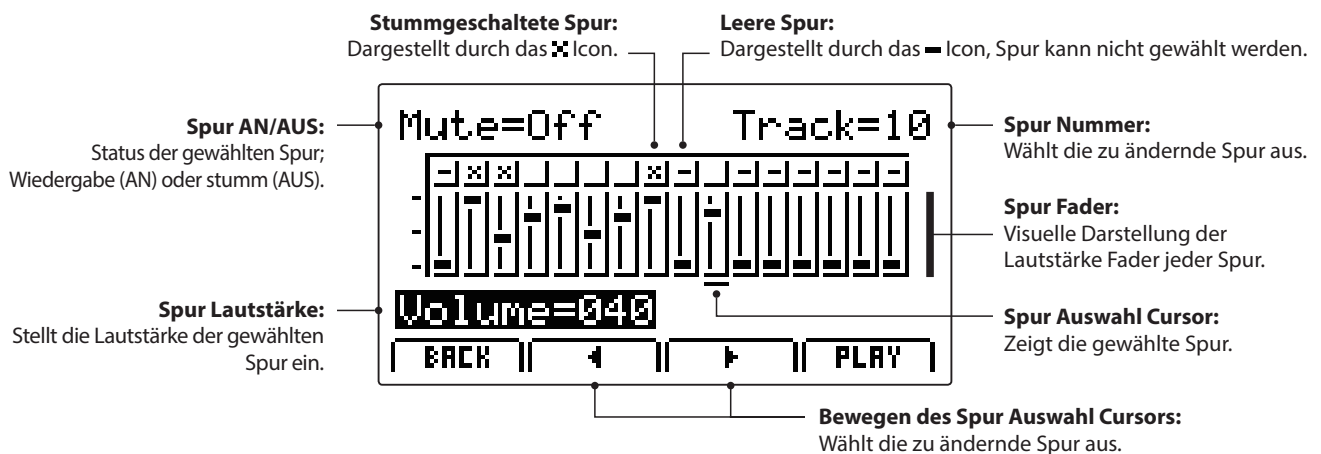 Stummgeschaltete Spur:
Dargestellt durch das Icon.
Leere Spur:
Dargestellt durch das Icon, Spur kann nicht gewählt werden.
Spur AN/AUS:
Status der gewählten Spur;
Wiedergabe (AN) oder stumm (AUS).
Mute=Off Track=10
Spur Nummer:
Wählt die zu ändernde Spur aus.
Spur Fader:
Visuelle Darstellung der
Lautstärke Fader jeder Spur.
Spur Lautstärke:
Stellt die Lautstärke der gewählten
Spur ein.
Volume=040
Spur Auswahl Cursor:
Zeigt die gewählte Spur.
BACK PLAY
Bewegen des Spur Auswahl Cursors:
Wählt die zu ändernde Spur aus.